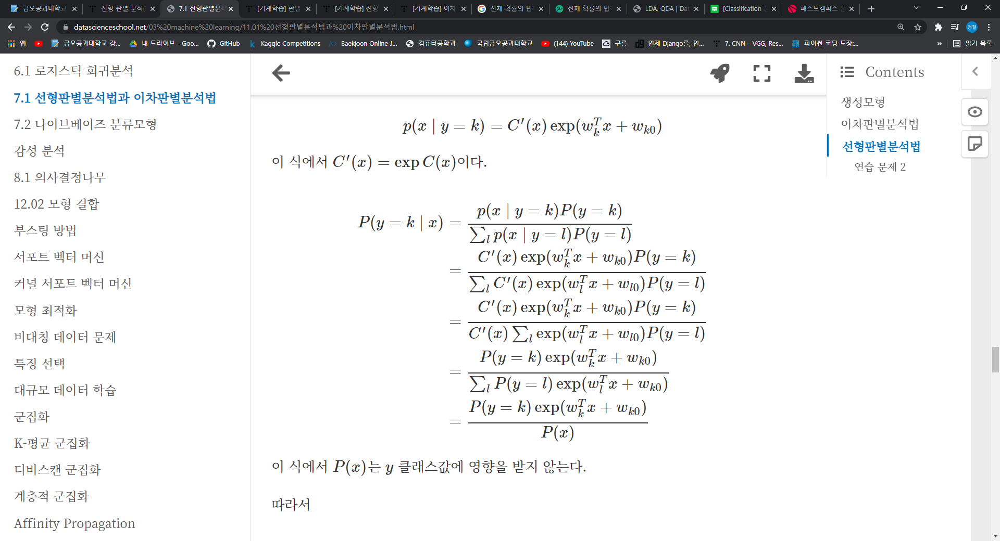 금오공과대학교
선형 판별 분석(
7.1 선형판별분석
[기계학습] 판별
[기계학습] 선형
[기계학습] 이차
전체 확률의 법칙
전체 확률의 법칙
LDA, QDA | Dat
[Classification
패스트캠퍼스 온
datascienceschool.net/03%20machine%20learning/11.01%20선형판별분석법과%20이차판별분석법.html
정철
앱
금오공과대학교 강...
내 드라이브 - Goo...
GitHub
Kaggle Competitions
Baekjoon Online J...
컴퓨터공학과
국립금오공과대학교
(144) YouTube
구름
언제 Django를, 언...
7. CNN - VGG, Res...
파이썬 코딩 도장:...
»
읽기 목록
6.1 로지스틱 회귀분석
7.1 선형판별분석법과 이차판별분석법
7.2 나이브베이즈 분류모형
감성 분석
8.1 의사결정나무
12.02 모형 결합
부스팅 방법
서포트 벡터 머신
커널 서포트 벡터 머신
모형 최적화
비대칭 데이터 문제
특징 선택
대규모 데이터 학습
군집화
K-평균 군집화
디비스캔 군집화
계층적 군집화
Affinity Propagation
p(x | y = k) = C′(x) exp(w_k^T x + w_{k0})
이 식에서 C′(x) = exp C(x)이다.
P(y = k | x) = \frac{p(x | y = k)P(y = k)}{∑_l p(x | y = l)P(y = l)}
= \frac{C′(x) exp(w_k^T x + w_{k0})P(y = k)}{∑_l C′(x) exp(w_l^T x + w_{l0})P(y = l)}
= \frac{C′(x) exp(w_k^T x + w_{k0})P(y = k)}{C′(x) ∑_l exp(w_l^T x + w_{l0})P(y = l)}
= \frac{P(y = k) exp(w_k^T x + w_{k0})}{∑_l P(y = l) exp(w_l^T x + w_{k0})}
= \frac{P(y = k) exp(w_k^T x + w_{k0})}{P(x)}
이 식에서 P(x)는 y 클래스값에 영향을 받지 않는다.
따라서
Contents
생성모형
이차판별분석법
선형판별분석법
연습 문제 2